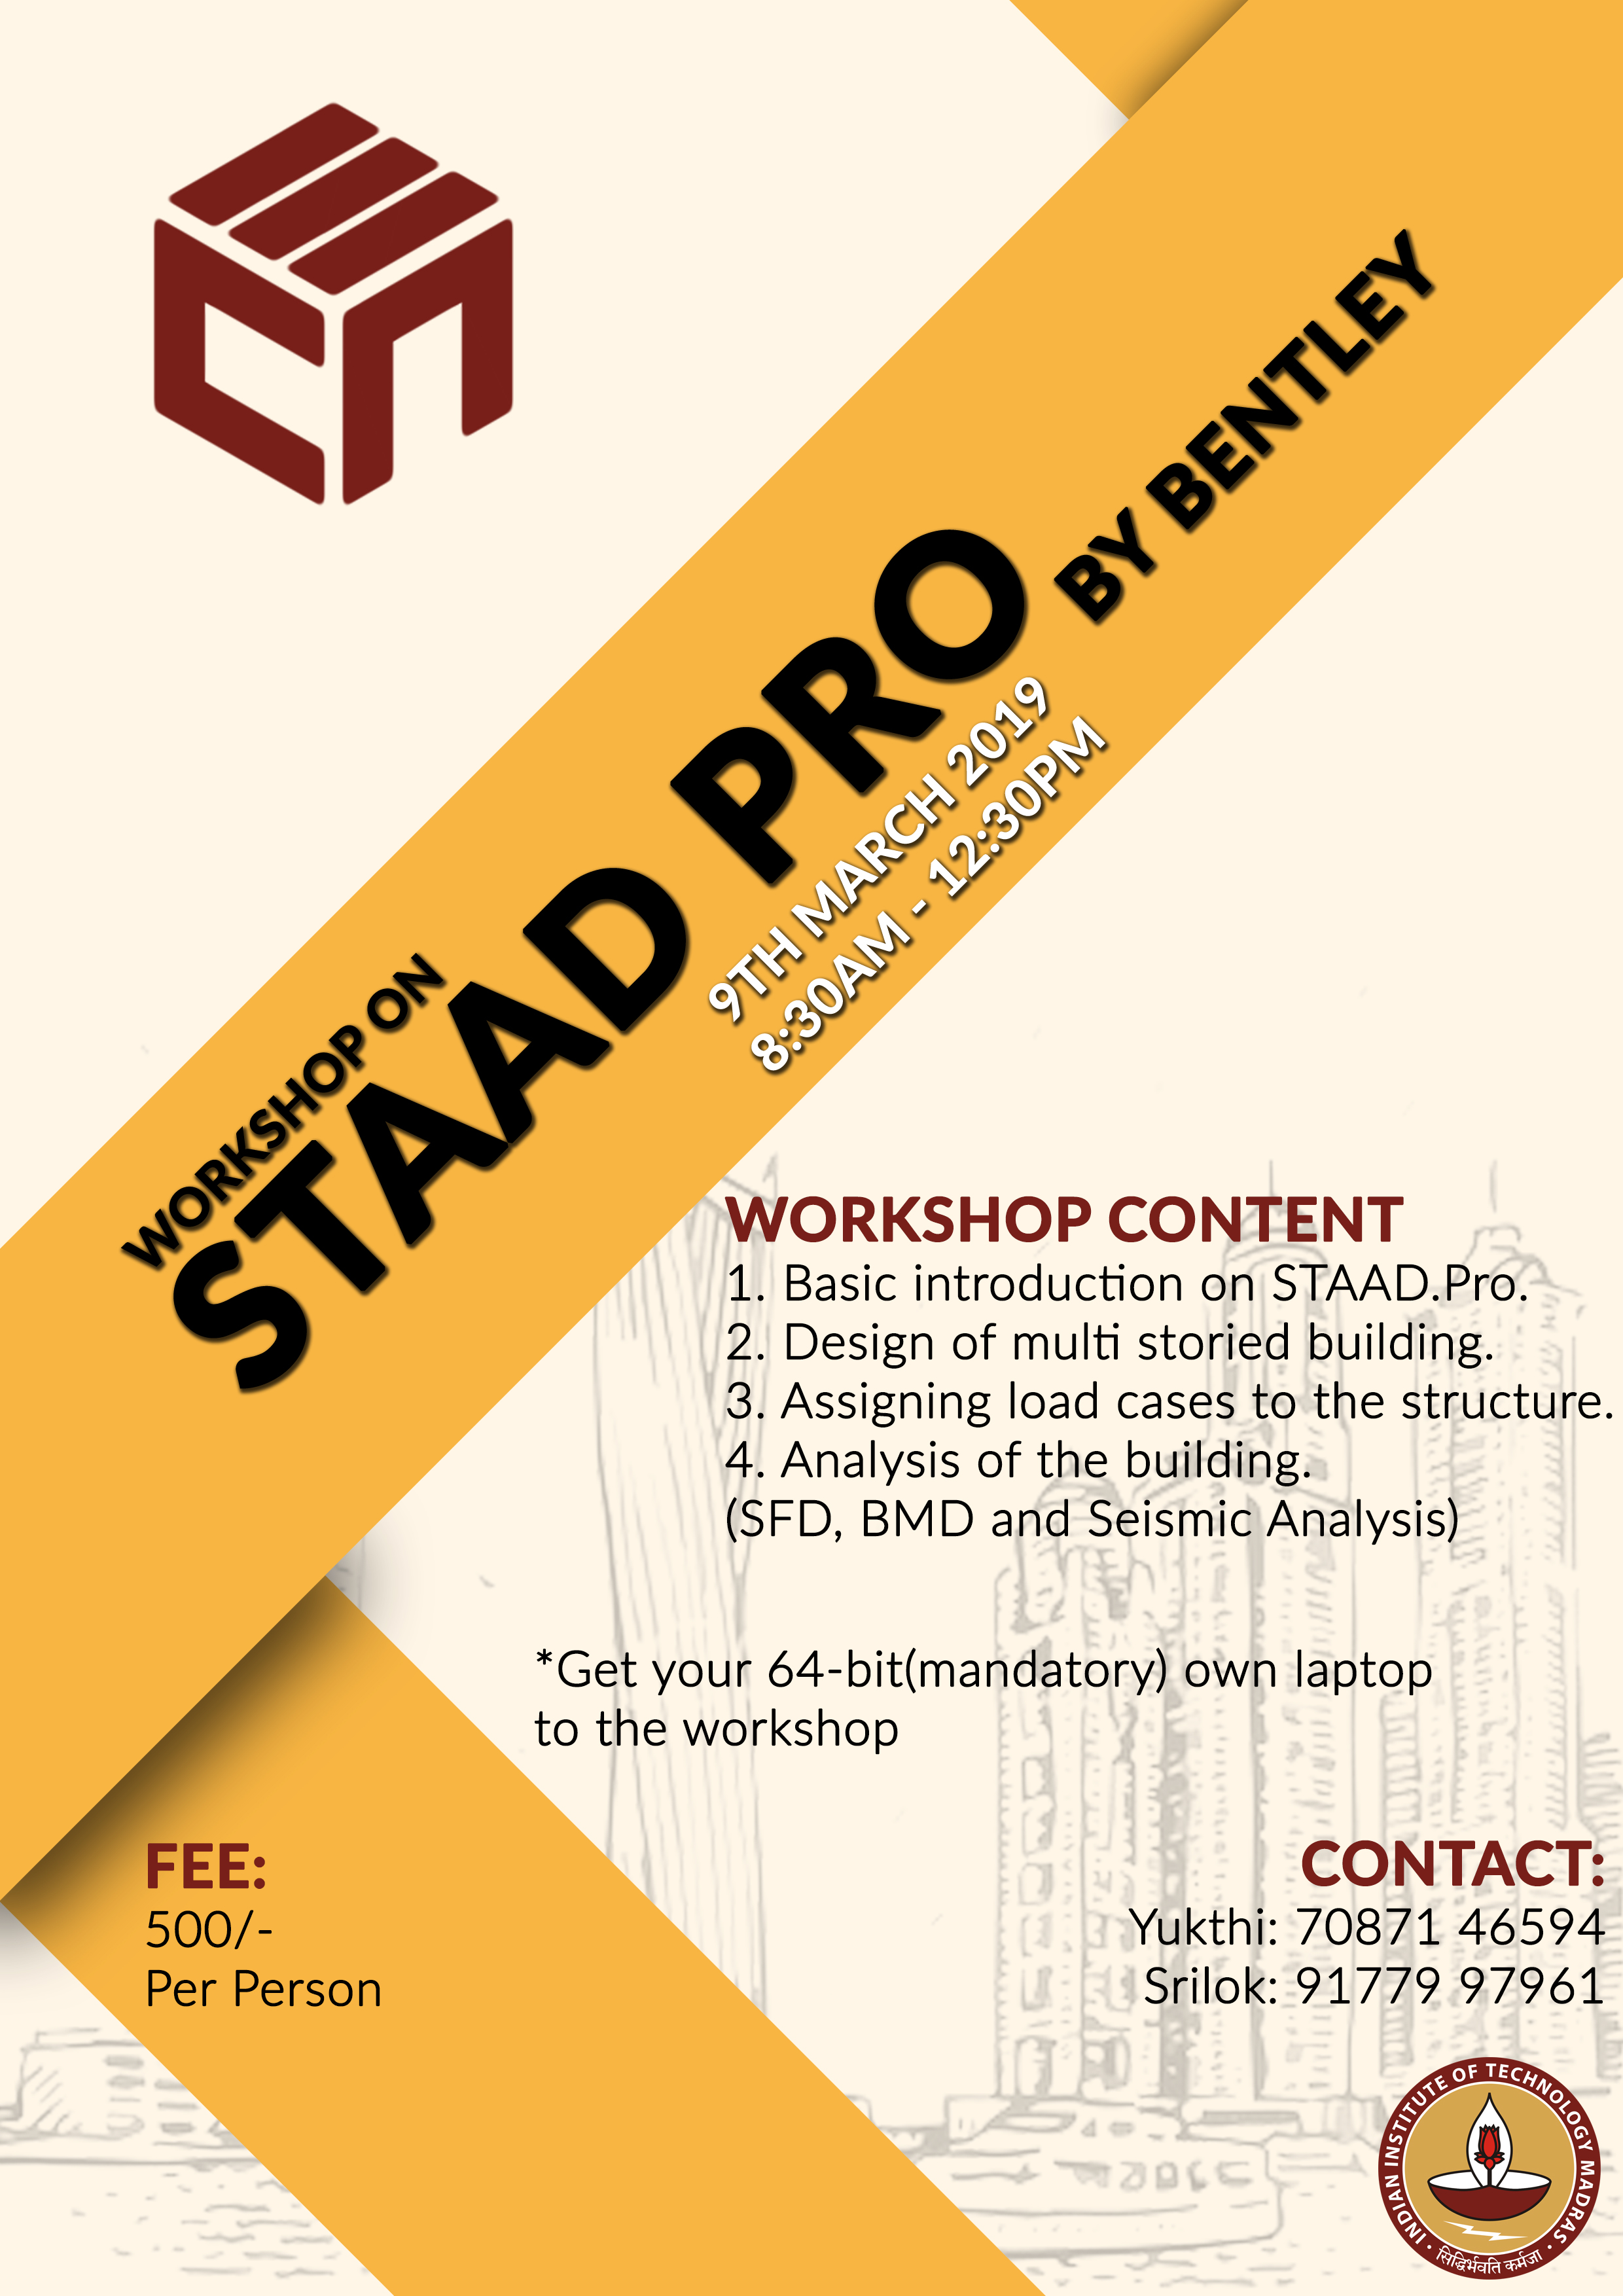 WORKSHOP ON
STAAD PRO
BY BENTLEY
9TH MARCH 2019
8:30AM - 12:30PM
WORKSHOP CONTENT
1. Basic introduction on STAAD.Pro.
2. Design of multi storied building.
3. Assigning load cases to the structure.
4. Analysis of the building.
(SFD, BMD and Seismic Analysis)
*Get your 64-bit(mandatory) own laptop
to the workshop
FEE:
500/-
Per Person
CONTACT:
Yukthi: 70871 46594
Srilok: 91779 97961
INDIAN INSTITUTE OF TECHNOLOGY MADRAS
सिद्धिर्भवति कर्मजा